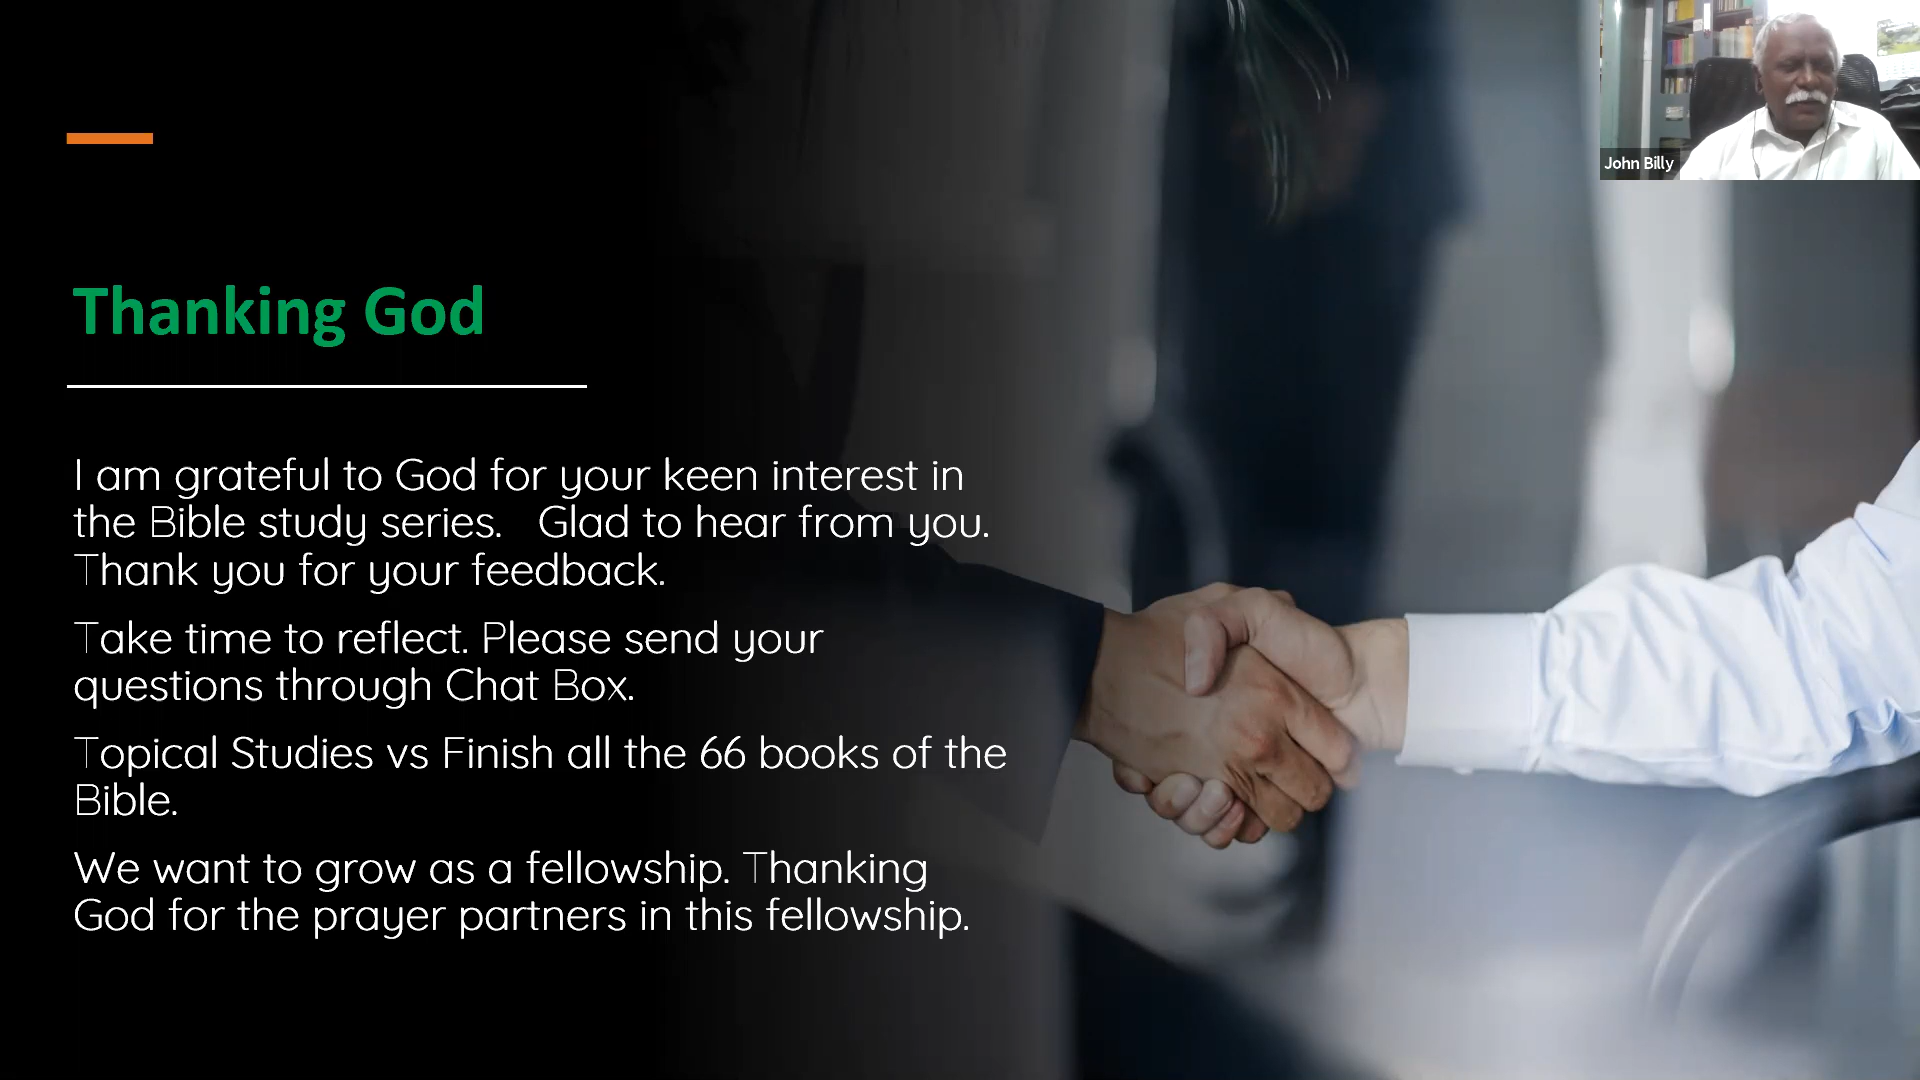 John Billy
Thanking God
I am grateful to God for your keen interest in
the Bible study series.   Glad to hear from you.
Thank you for your feedback.
Take time to reflect. Please send your
questions through Chat Box.
Topical Studies vs Finish all the 66 books of the
Bible.
We want to grow as a fellowship. Thanking
God for the prayer partners in this fellowship.